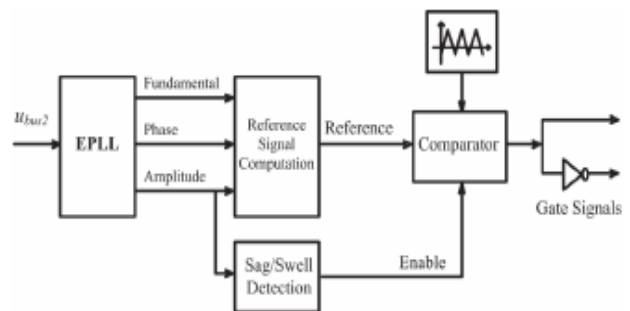 Fundamental
u_bus2
EPLL
Phase
Amplitude
Reference
Signal
Computation
Reference
Comparator
Gate Signals
Sag/Swell
Detection
Enable